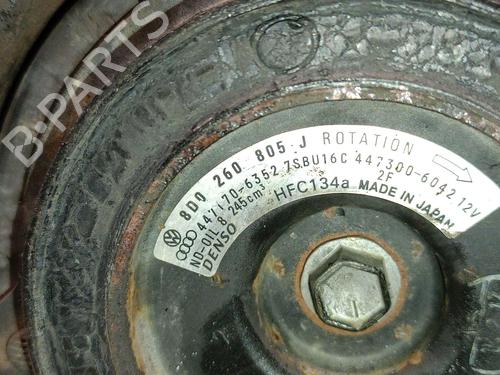 B-PARTS
8D0 260 805 J ROTATION
447170-6352 7SBU16C 447300-6042 12V
ND-OIL 8 245cm³ HFC134a 2F
DENSO MADE IN JAPAN